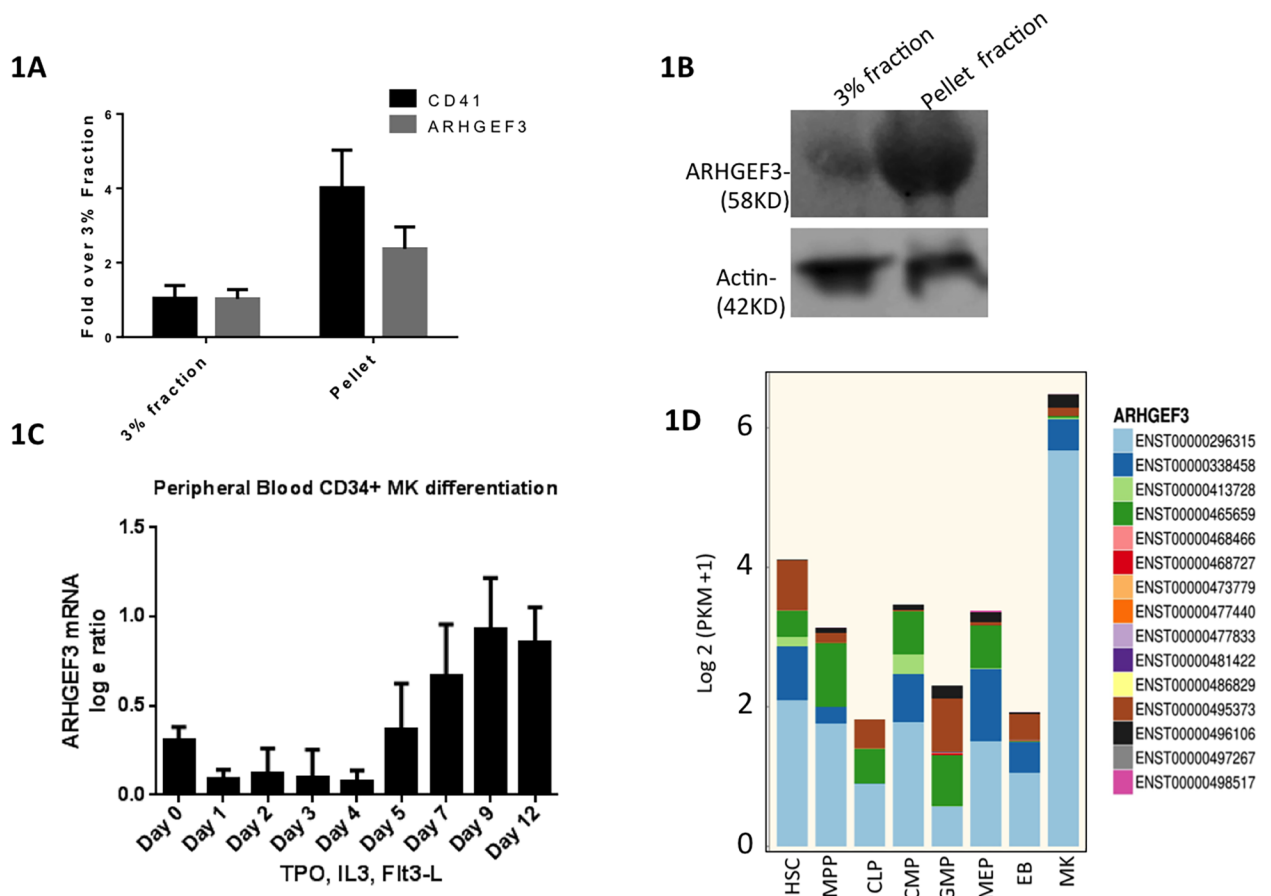 1A
CD41
ARHGEF3
Fold over 3% Fraction
6
4
2
0
3% fraction
Pellet
1B
3% fraction
Pellet fraction
ARHGEF3-
(58KD)
Actin-
(42KD)
1C
Peripheral Blood CD34+ MK differentiation
ARHGEF3 mRNA
log e ratio
1.5
1.0
0.5
0.0
Day 0
Day 1
Day 2
Day 3
Day 4
Day 5
Day 7
Day 9
Day 12
TPO, IL3, Flt3-L
1D
Log 2 (PKM +1)
6
4
2
0
HSC
MPP
CLP
CMP
GMP
MEP
EB
MK
ARHGEF3
ENST00000296315
ENST00000338458
ENST00000413728
ENST00000465659
ENST00000468466
ENST00000468727
ENST00000473779
ENST00000477440
ENST00000477833
ENST00000481422
ENST00000486829
ENST00000495373
ENST00000496106
ENST00000497267
ENST00000498517